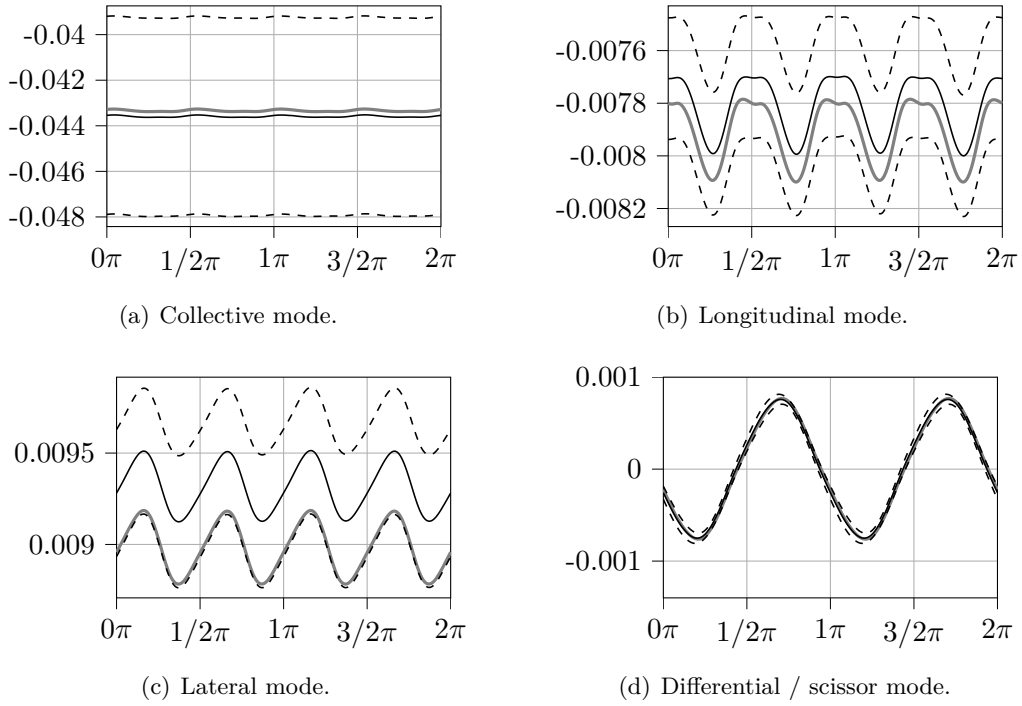 -0.04
-0.042
-0.044
-0.046
-0.048
0π 1/2π 1π 3/2π 2π
(a) Collective mode.
-0.0076
-0.0078
-0.008
-0.0082
0π 1/2π 1π 3/2π 2π
(b) Longitudinal mode.
0.0095
0.009
0π 1/2π 1π 3/2π 2π
(c) Lateral mode.
0.001
0
-0.001
0π 1/2π 1π 3/2π 2π
(d) Differential / scissor mode.